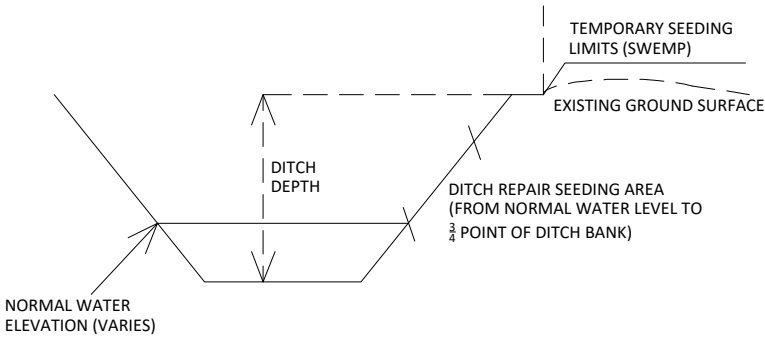 TEMPORARY SEEDING
LIMITS (SWEMP)
EXISTING GROUND SURFACE
DITCH
DEPTH
DITCH REPAIR SEEDING AREA
(FROM NORMAL WATER LEVEL TO
3/4 POINT OF DITCH BANK)
NORMAL WATER
ELEVATION (VARIES)